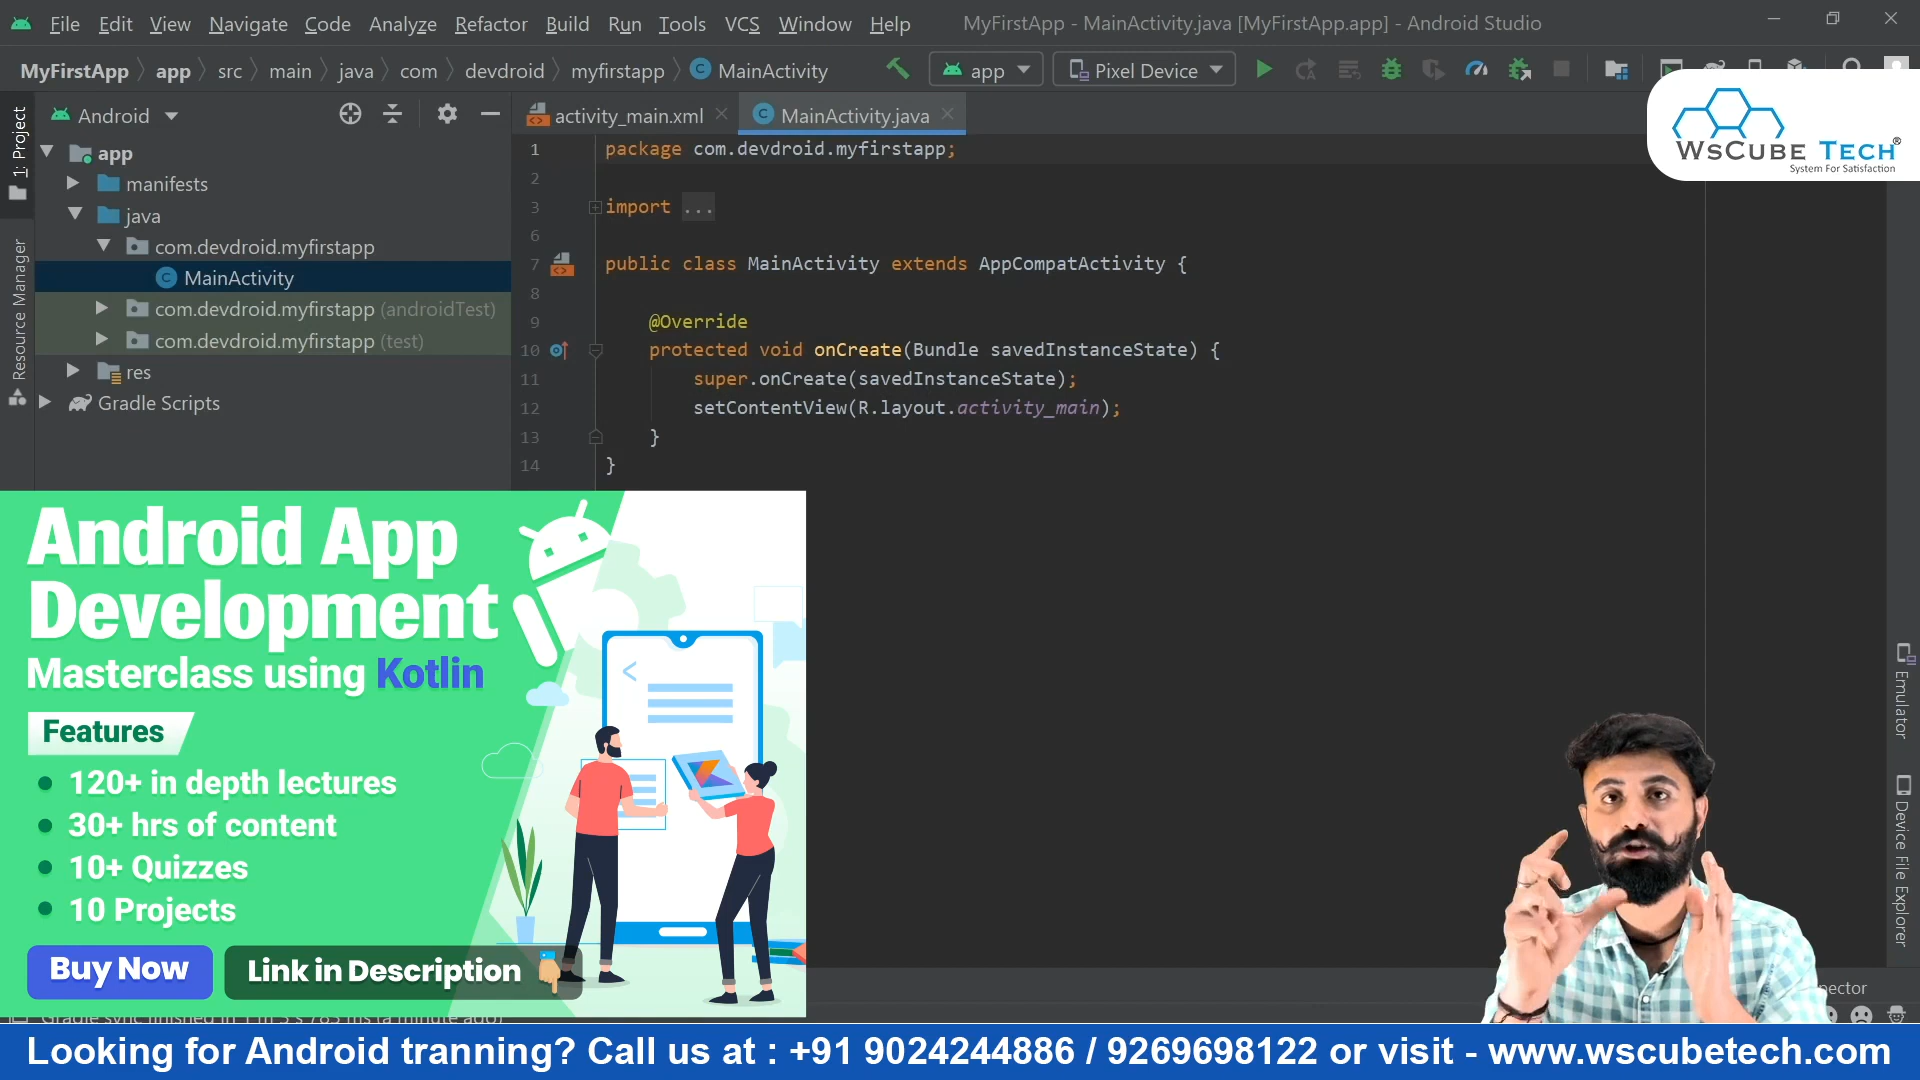 File Edit View Navigate Code Analyze Refactor Build Run Tools VCS Window Help MyFirstApp - MainActivity.java [MyFirstApp.app] - Android Studio
MyFirstApp app src main java com devdroid myfirstapp MainActivity app Pixel Device
1: Project
Resource Manager
Android
app
manifests
java
com.devdroid.myfirstapp
MainActivity
com.devdroid.myfirstapp (androidTest)
com.devdroid.myfirstapp (test)
res
Gradle Scripts
activity_main.xml MainActivity.java
1 package com.devdroid.myfirstapp;
2
3 import ...
6
7 public class MainActivity extends AppCompatActivity {
8
9 @Override
10 protected void onCreate(Bundle savedInstanceState) {
11 super.onCreate(savedInstanceState);
12 setContentView(R.layout.activity_main);
13 }
14 }
WsCube Tech®
System For Satisfaction
Emulator
Device File Explorer
Android App
Development
Masterclass using Kotlin
Features
120+ in depth lectures
30+ hrs of content
10+ Quizzes
10 Projects
Buy Now Link in Description
Looking for Android tranning? Call us at : +91 9024244886 / 9269698122 or visit - www.wscubetech.com